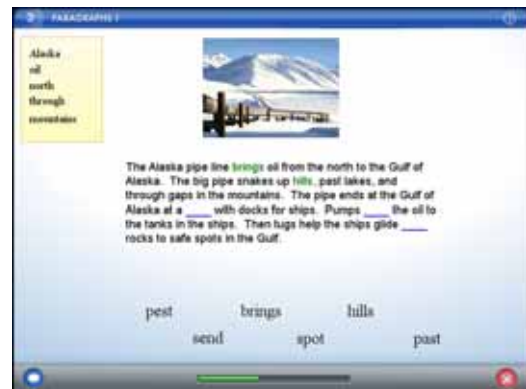 PARAGRAPHS 1
Alaska
oil
north
through
mountains
The Alaska pipe line brings oil from the north to the Gulf of
Alaska. The big pipe snakes up hills, past lakes, and
through gaps in the mountains. The pipe ends at the Gulf of
Alaska at a ____ with docks for ships. Pumps ____ the oil to
the tanks in the ships. Then tugs help the ships glide ____
rocks to safe spots in the Gulf.
pest brings hills
send spot past